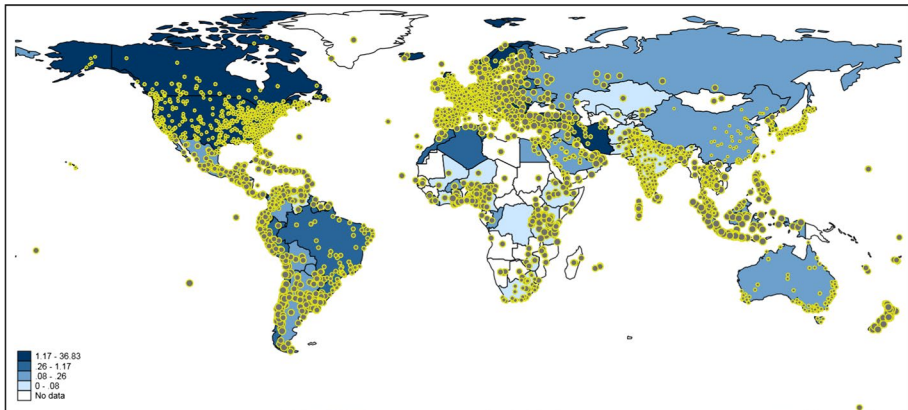 1.17 - 36.83
.26 - 1.17
.08 - .26
0 - .08
No data